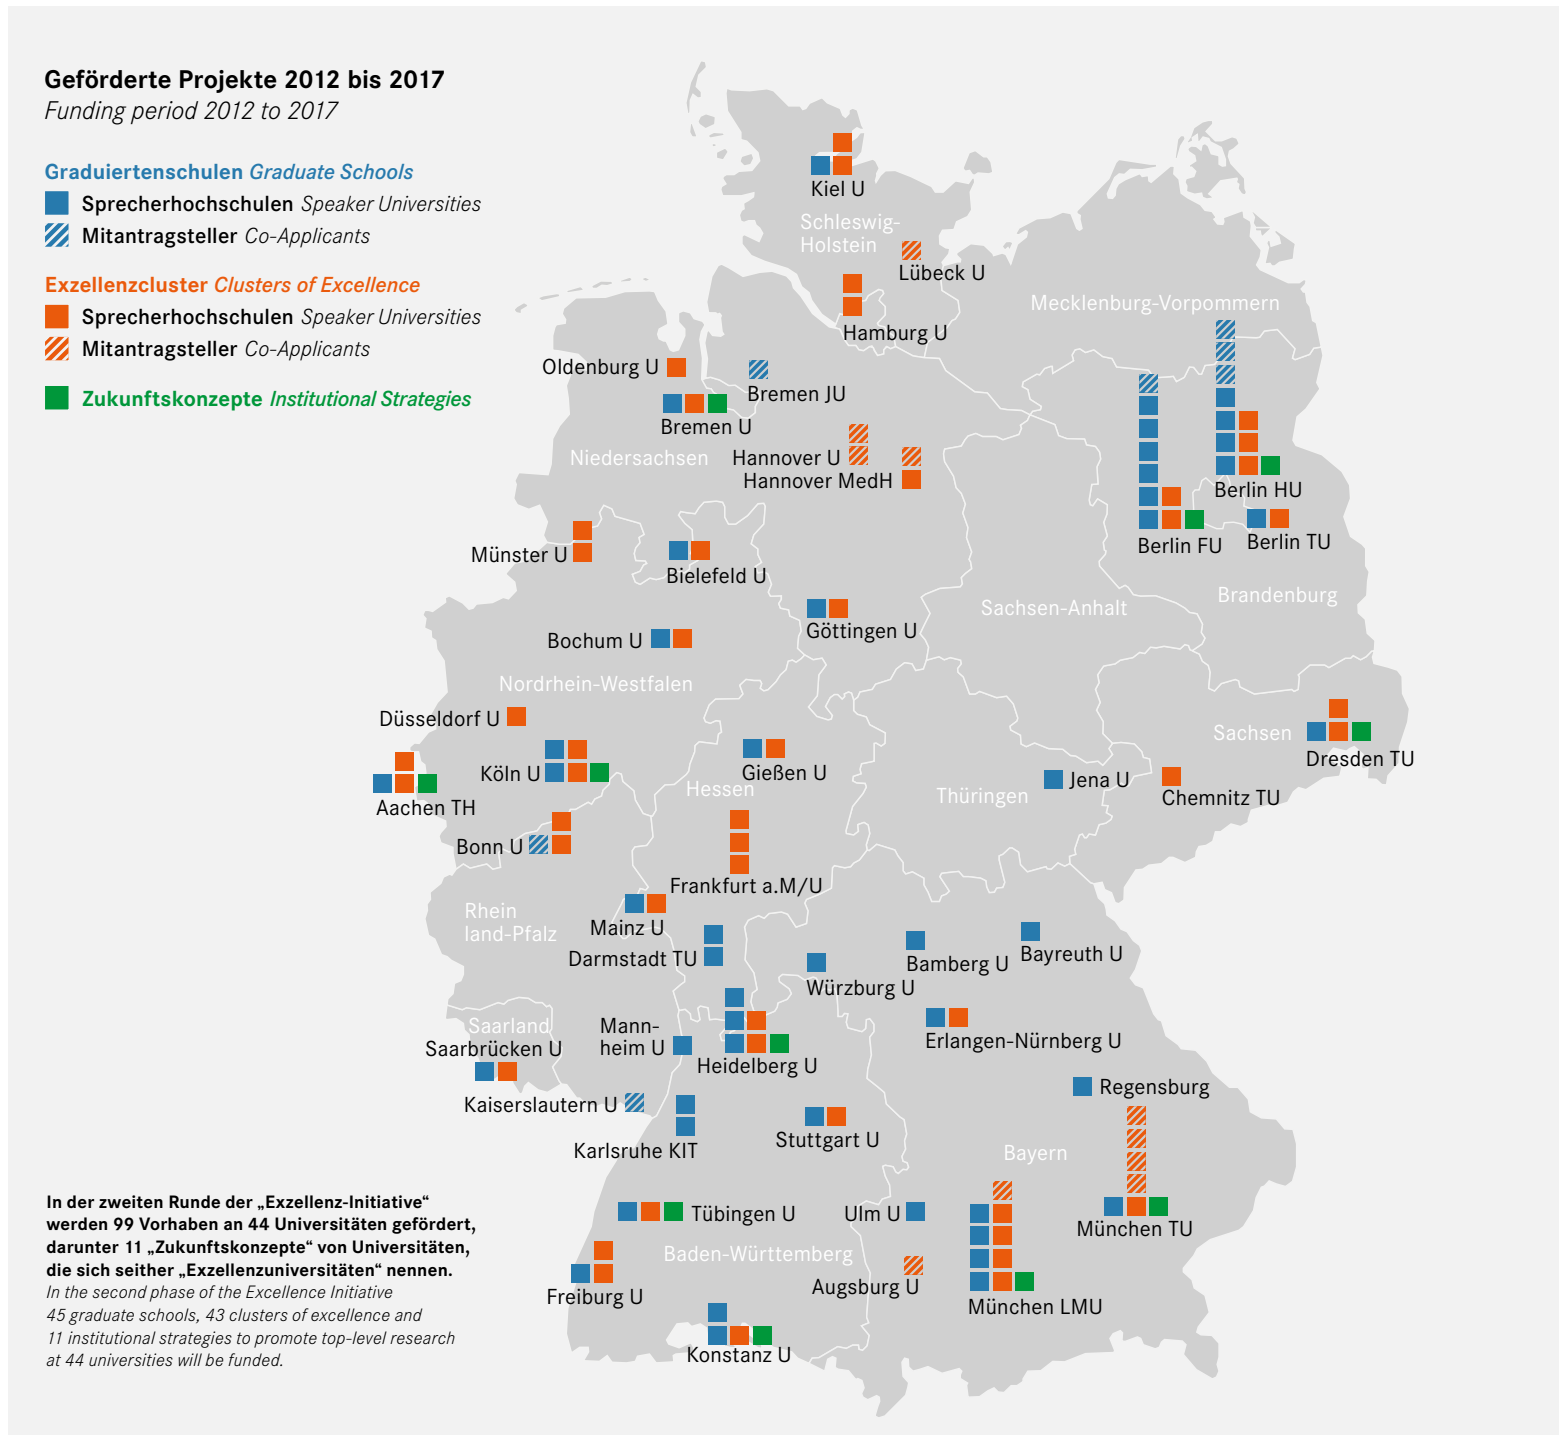 Geförderte Projekte 2012 bis 2017
Funding period 2012 to 2017
Graduiertenschulen Graduate Schools
Sprecherhochschulen Speaker Universities
Mitantragsteller Co-Applicants
Exzellenzcluster Clusters of Excellence
Sprecherhochschulen Speaker Universities
Mitantragsteller Co-Applicants
Zukunftskonzepte Institutional Strategies
Kiel U
Schleswig-
Holstein
Lübeck U
Mecklenburg-Vorpommern
Hamburg U
Oldenburg U
Bremen JU
Bremen U
Niedersachsen
Hannover U
Hannover MedH
Berlin HU
Berlin FU
Berlin TU
Münster U
Bielefeld U
Brandenburg
Sachsen-Anhalt
Göttingen U
Bochum U
Nordrhein-Westfalen
Düsseldorf U
Sachsen
Dresden TU
Köln U
Gießen U
Hessen
Jena U
Thüringen
Chemnitz TU
Aachen TH
Bonn U
Frankfurt a.M/U
Rhein
land-Pfalz
Mainz U
Darmstadt TU
Bamberg U
Bayreuth U
Würzburg U
Saarland
Saarbrücken U
Mann-
heim U
Heidelberg U
Erlangen-Nürnberg U
Regensburg
Kaiserslautern U
Karlsruhe KIT
Stuttgart U
Bayern
Tübingen U
Ulm U
München TU
Baden-Württemberg
Augsburg U
Freiburg U
München LMU
Konstanz U
In der zweiten Runde der „Exzellenz-Initiative“
werden 99 Vorhaben an 44 Universitäten gefördert,
darunter 11 „Zukunftskonzepte“ von Universitäten,
die sich seither „Exzellenzuniversitäten“ nennen.
In the second phase of the Excellence Initiative
45 graduate schools, 43 clusters of excellence and
11 institutional strategies to promote top-level research
at 44 universities will be funded.